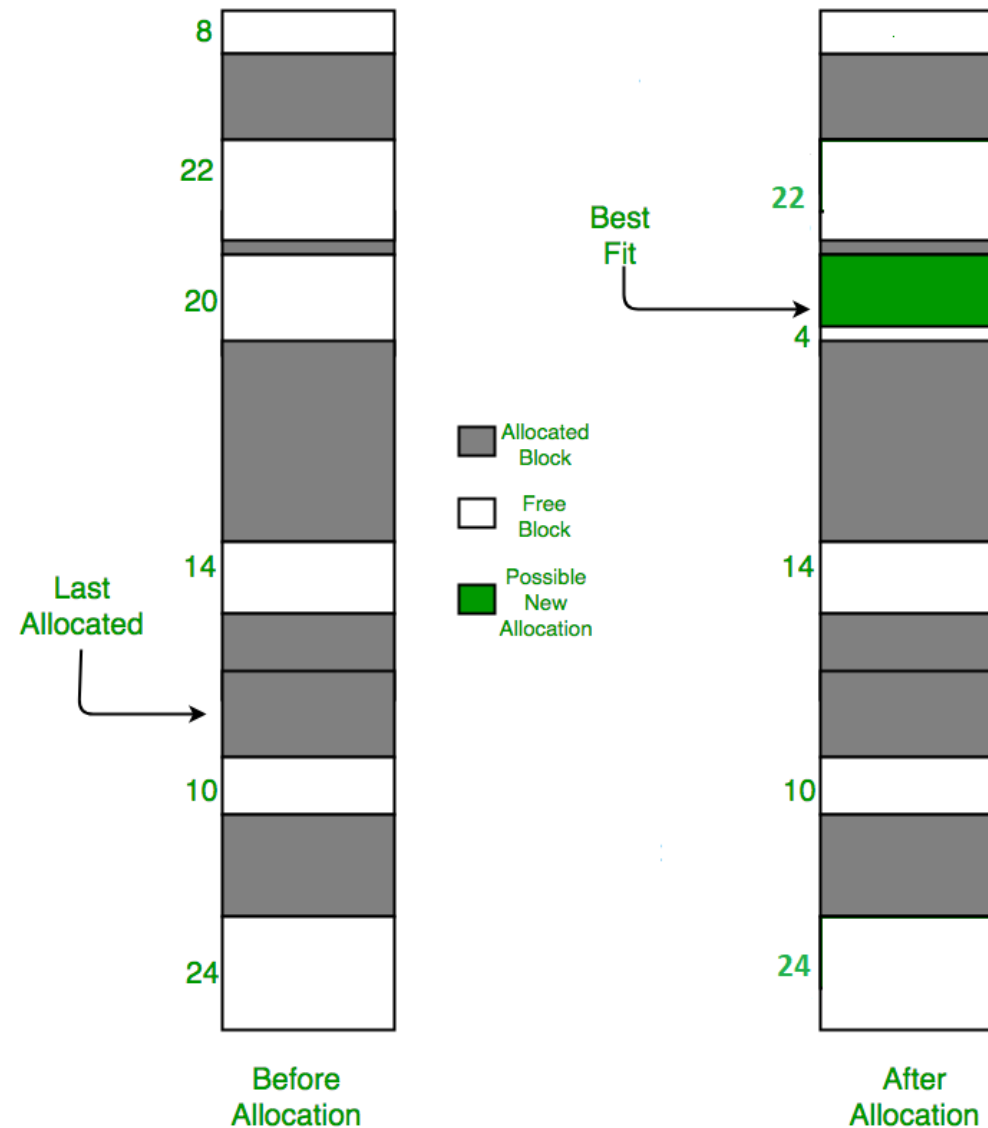 8
22
20
14
Last
Allocated
10
24
Before
Allocation
Best
Fit
Allocated
Block
Free
Block
Possible
New
Allocation
22
4
14
10
24
After
Allocation